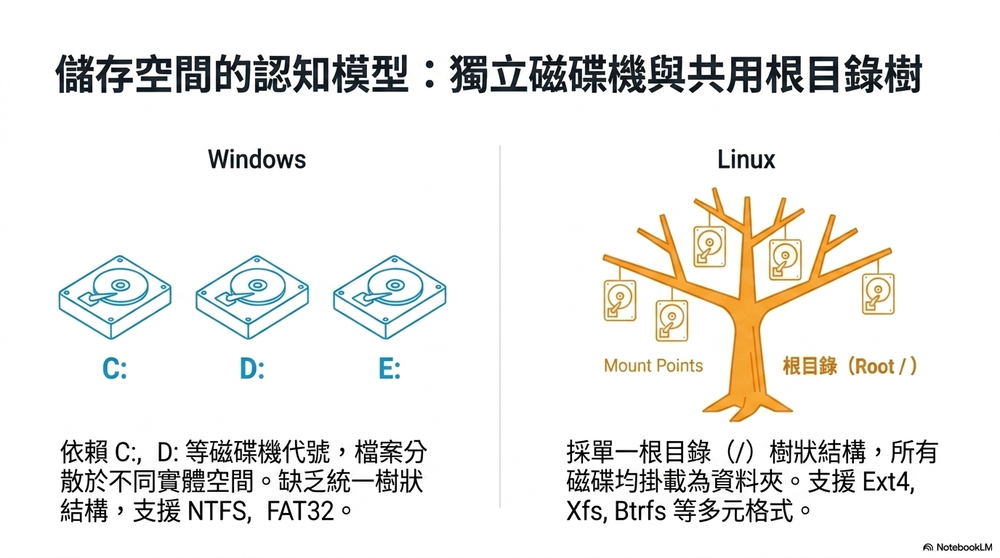 儲存空間的認知模型：獨立磁碟機與共用根目錄樹
Windows
C:
D:
E:
依賴 C:, D: 等磁碟機代號，檔案分
散於不同實體空間。缺乏統一樹狀
結構，支援 NTFS, FAT32。
Linux
Mount Points
根目錄（Root / ）
採單一根目錄（/）樹狀結構，所有
磁碟均掛載為資料夾。支援 Ext4,
Xfs, Btrfs 等多元格式。
NotebookLM